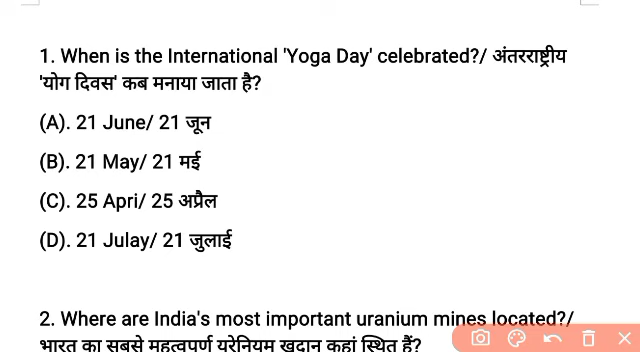 1. When is the International 'Yoga Day' celebrated?/ अंतरराष्ट्रीय
'योग दिवस' कब मनाया जाता है?
(A). 21 June/ 21 जून
(B). 21 May/ 21 मई
(C). 25 Apri/ 25 अप्रैल
(D). 21 Julay/ 21 जुलाई
2. Where are India's most important uranium mines located?/
भारत का सबसे महत्वपूर्ण यूरेनियम खदान कहां स्थित हैं?